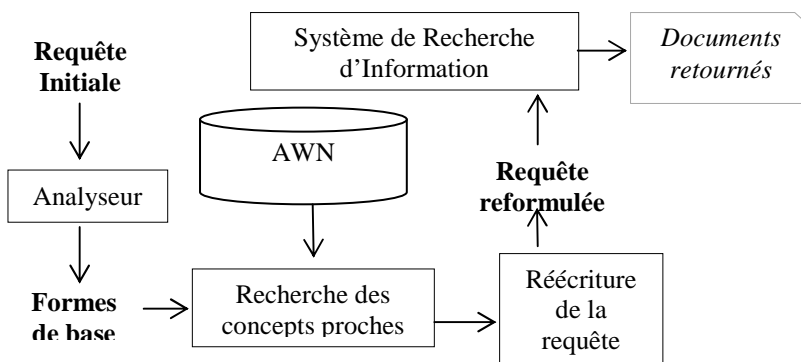 Requête
Initiale
Système de Recherche
d’Information
Documents
retournés
AWN
Analyseur
Requête
reformulée
Formes
de base
Recherche des
concepts proches
Réécriture
de la
requête